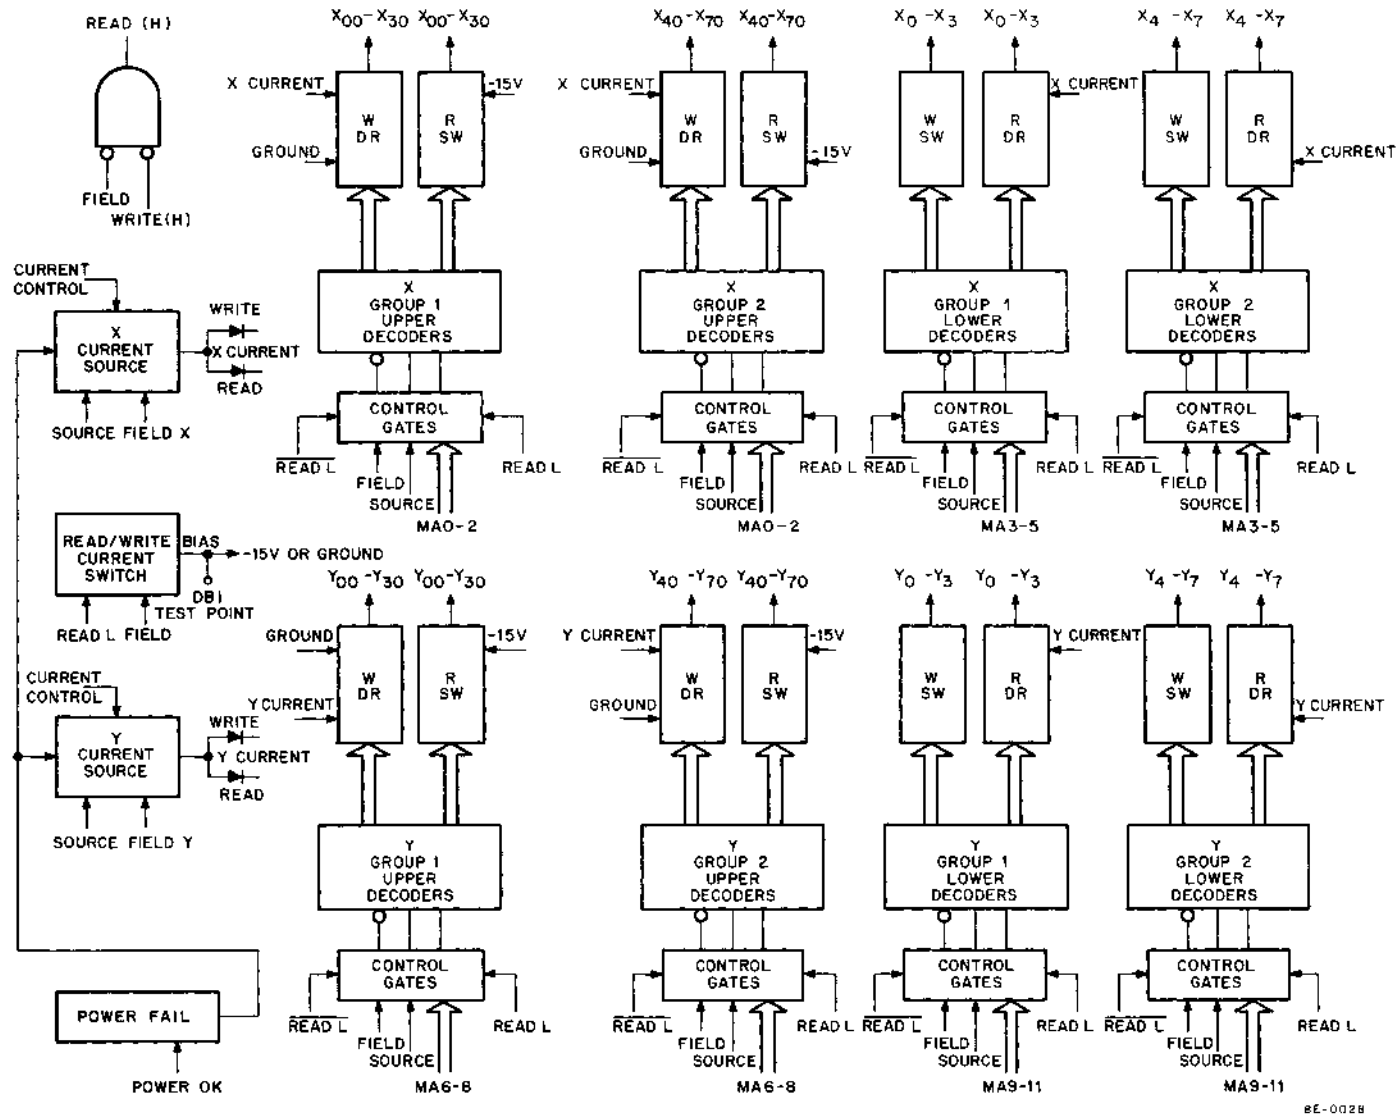 READ (H)
FIELD
WRITE(H)
X00-X30 X00-X30
X CURRENT
GROUND
W DR
R SW
-15V
X
GROUP 1
UPPER
DECODERS
CONTROL
GATES
READ L
READ L
FIELD
SOURCE
MA0-2
X40-X70 X40-X70
X CURRENT
GROUND
W DR
R SW
-15V
X
GROUP 2
UPPER
DECODERS
CONTROL
GATES
READ L
READ L
FIELD
SOURCE
MA0-2
X0-X3 X0-X3
W SW
R DR
X CURRENT
X
GROUP 1
LOWER
DECODERS
CONTROL
GATES
READ L
READ L
FIELD
SOURCE
MA3-5
X4-X7 X4-X7
W SW
R DR
X CURRENT
X
GROUP 2
LOWER
DECODERS
CONTROL
GATES
READ L
READ L
FIELD
SOURCE
MA3-5
CURRENT
CONTROL
X
CURRENT
SOURCE
WRITE
X CURRENT
READ
SOURCE FIELD X
READ/WRITE
CURRENT
SWITCH
BIAS
-15V OR GROUND
DB1
TEST POINT
READ L FIELD
CURRENT
CONTROL
Y
CURRENT
SOURCE
WRITE
Y CURRENT
READ
SOURCE FIELD Y
POWER FAIL
POWER OK
Y00-Y30 Y00-Y30
GROUND
Y CURRENT
W DR
R SW
-15V
Y
GROUP 1
UPPER
DECODERS
CONTROL
GATES
READ L
READ L
FIELD
SOURCE
MA6-8
Y40-Y70 Y40-Y70
Y CURRENT
GROUND
W DR
R SW
-15V
Y
GROUP 2
UPPER
DECODERS
CONTROL
GATES
READ L
READ L
FIELD
SOURCE
MA6-8
Y0-Y3 Y0-Y3
W SW
R DR
Y CURRENT
Y
GROUP 1
LOWER
DECODERS
CONTROL
GATES
READ L
READ L
FIELD
SOURCE
MA9-11
Y4-Y7 Y4-Y7
W SW
R DR
Y CURRENT
Y
GROUP 2
LOWER
DECODERS
CONTROL
GATES
READ L
READ L
FIELD
SOURCE
MA9-11
8E-0028